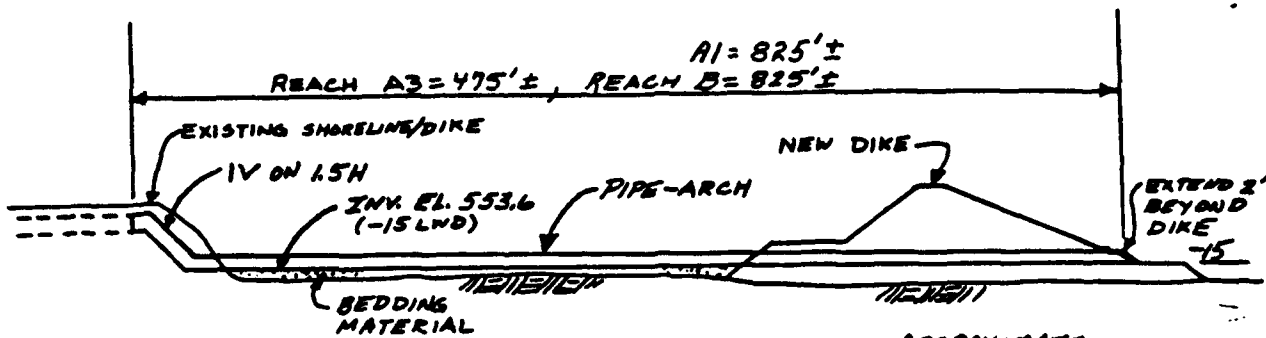 A1 = 825'±
REACH A3 = 475'±, REACH B = 825'±
EXISTING SHORELINE/DIKE
1V ON 1.5H
INV. EL. 553.6
(-15 LWD)
PIPE-ARCH
NEW DIKE
EXTEND 2'
BEYOND
DIKE
-15
BEDDING
MATERIAL